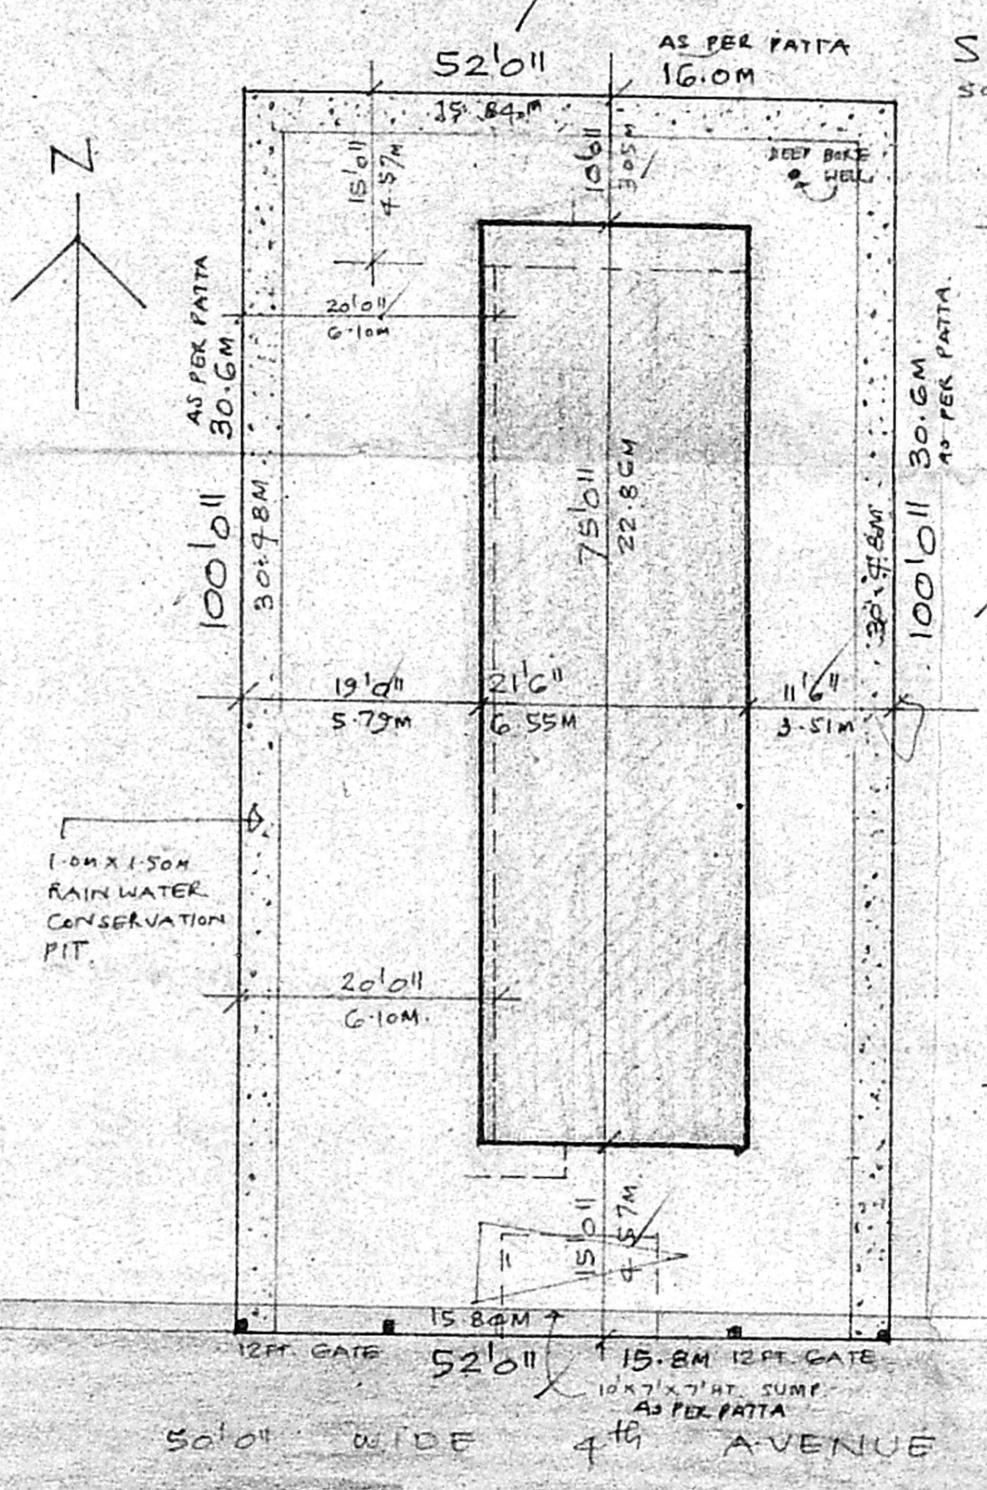 52'0"
AS PER PATTA
16.0M
15.84M
N
15'0"
4.57M
10'0"
3.05M
DEEP BORE
WELL
20'0"
6.10M
AS PER PATTA
30.6M
30.6M
AS PER PATTA.
100'0"
30.48M
75'0"
22.86M
30.48M
100'0"
19'0"
5.79M
21'6"
6.55M
11'6"
3.51M
1.0M X 1.50M
RAIN WATER
CONSERVATION
PIT.
20'0"
6.10M.
15'0"
4.57M.
15.84M
12FT. GATE
52'0"
15.8M
12FT. GATE
10'X7'X7'HT. SUMP
AS PER PATTA
50'0" WIDE 4th AVENUE